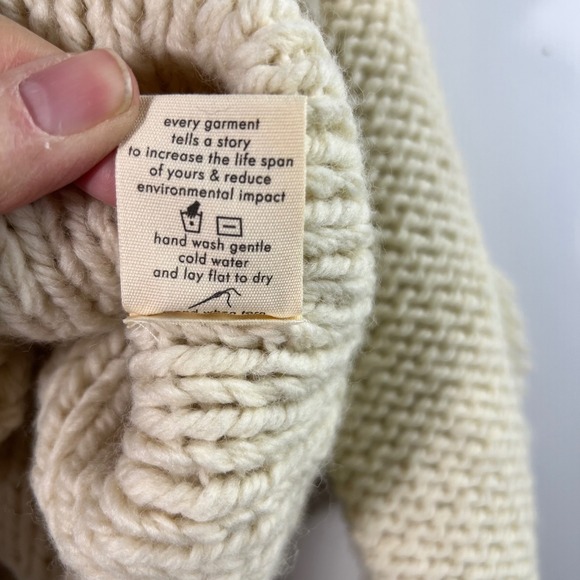 every garment
tells a story
to increase the life span
of yours & reduce
environmental impact
hand wash gentle
cold water
and lay flat to dry